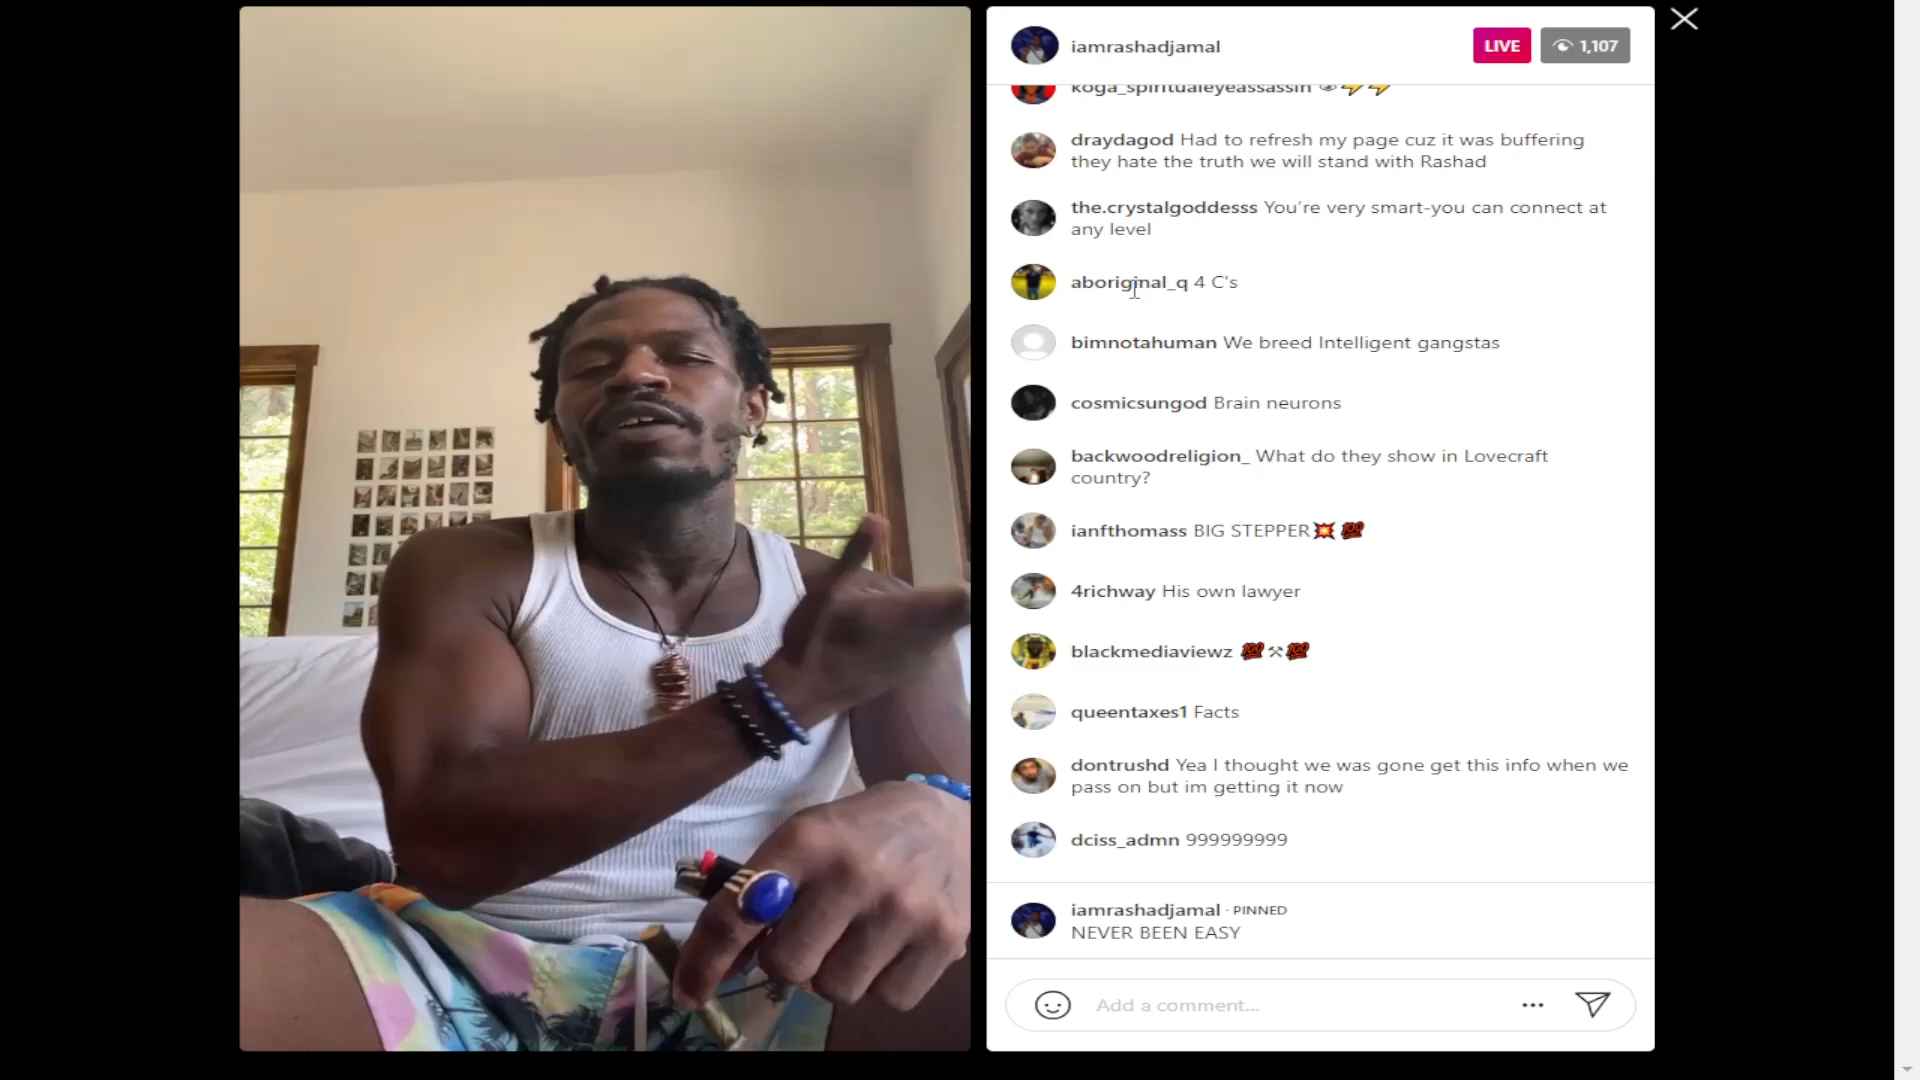 iamrashadjamal
LIVE
1,107
koga_spiritualeyeassassin 👁⚡⚡
draydagod Had to refresh my page cuz it was buffering
they hate the truth we will stand with Rashad
the.crystalgoddesss You're very smart-you can connect at
any level
aboriginal_q 4 C's
bimnotahuman We breed Intelligent gangstas
cosmicsungod Brain neurons
backwoodreligion_ What do they show in Lovecraft
country?
ianfthomass BIG STEPPER💥 💯
4richway His own lawyer
blackmediaviewz 💯⚒💯
queentaxes1 Facts
dontrushd Yea I thought we was gone get this info when we
pass on but im getting it now
dciss_admn 999999999
iamrashadjamal · PINNED
NEVER BEEN EASY
Add a comment...